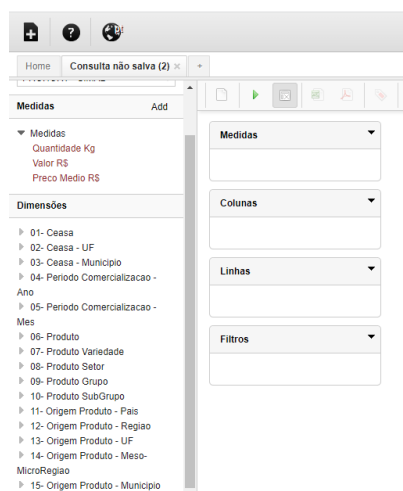 Home
Consulta não salva (2) ×
+
Medidas Add
Medidas
Quantidade Kg
Valor R$
Preco Medio R$
Dimensões
01- Ceasa
02- Ceasa - UF
03- Ceasa - Municipio
04- Periodo Comercializacao -
Ano
05- Periodo Comercializacao -
Mes
06- Produto
07- Produto Variedade
08- Produto Setor
09- Produto Grupo
10- Produto SubGrupo
11- Origem Produto - Pais
12- Origem Produto - Regiao
13- Origem Produto - UF
14- Origem Produto - Meso-
MicroRegiao
15- Origem Produto - Municipio
Medidas
Colunas
Linhas
Filtros